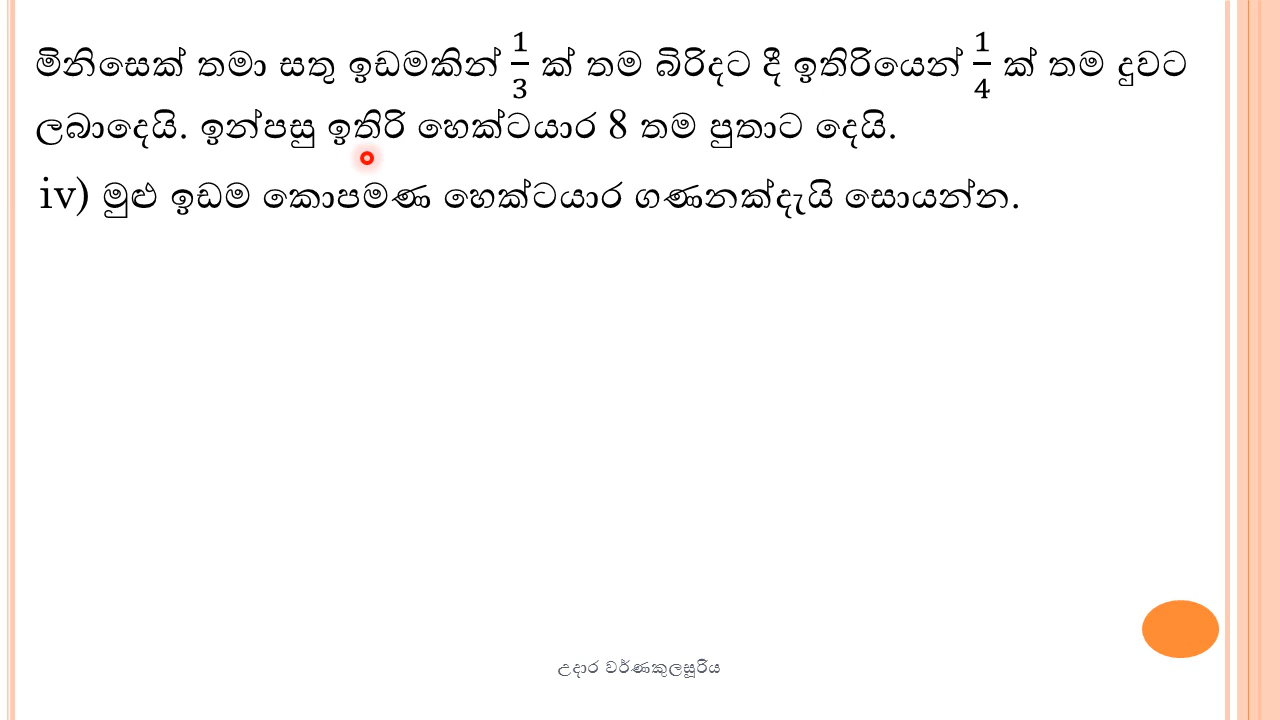 මිනිසෙක් තමා සතු ඉඩමකින් 1/3 ක් තම බිරිදට දී ඉතිරියෙන් 1/4 ක් තම දුවට
ලබාදෙයි. ඉන්පසු ඉතිරි හෙක්ටයාර 8 තම පුතාට දෙයි.
iv) මුළු ඉඩම කොපමණ හෙක්ටයාර ගණනක්දැයි සොයන්න.
උදාර වර්ණකුලසූරිය